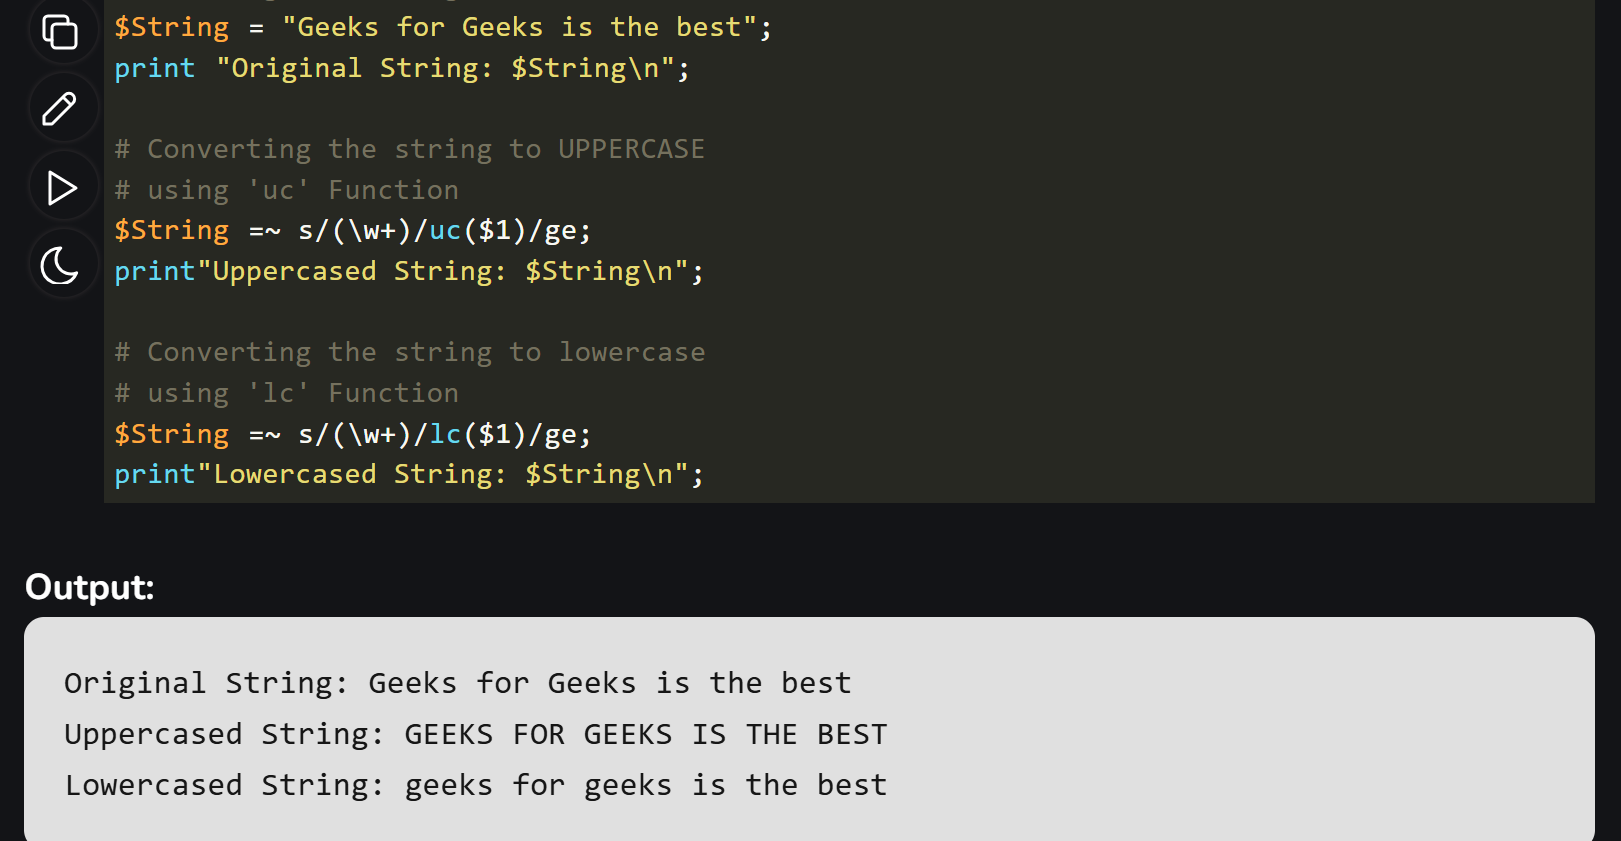 $String = "Geeks for Geeks is the best";
print "Original String: $String\n";
# Converting the string to UPPERCASE
# using 'uc' Function
$String =~ s/(\w+)/uc($1)/ge;
print"Uppercased String: $String\n";
# Converting the string to lowercase
# using 'lc' Function
$String =~ s/(\w+)/lc($1)/ge;
print"Lowercased String: $String\n";
Output:
Original String: Geeks for Geeks is the best
Uppercased String: GEEKS FOR GEEKS IS THE BEST
Lowercased String: geeks for geeks is the best